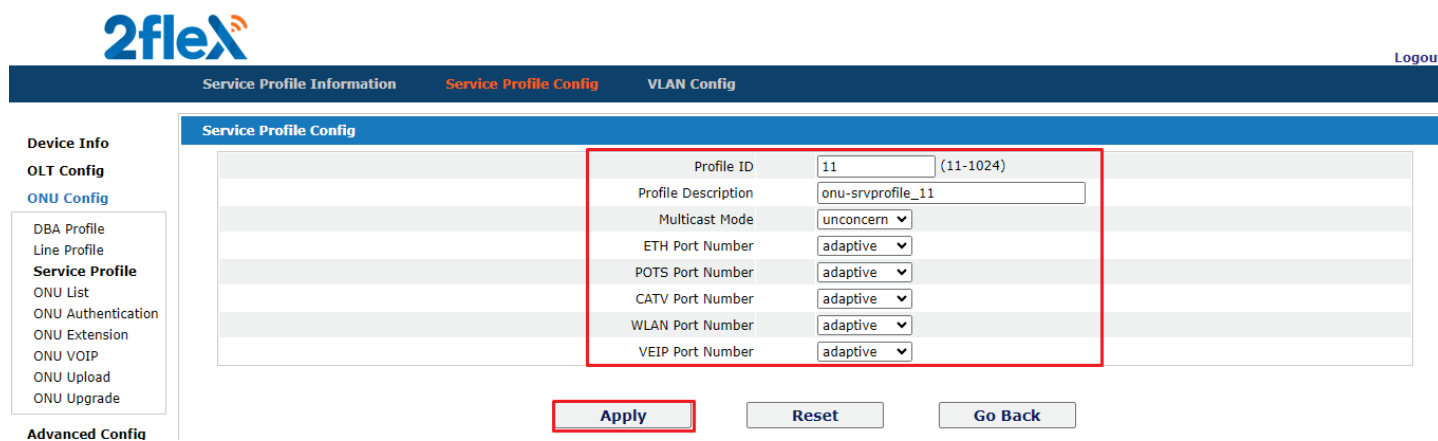 2flex
Logou
Service Profile Information Service Profile Config VLAN Config
Service Profile Config
Device Info
OLT Config
ONU Config
DBA Profile
Line Profile
Service Profile
ONU List
ONU Authentication
ONU Extension
ONU VOIP
ONU Upload
ONU Upgrade
Advanced Config
Profile ID 11 (11-1024)
Profile Description onu-srvprofile_11
Multicast Mode unconcern
ETH Port Number adaptive
POTS Port Number adaptive
CATV Port Number adaptive
WLAN Port Number adaptive
VEIP Port Number adaptive
Apply Reset Go Back